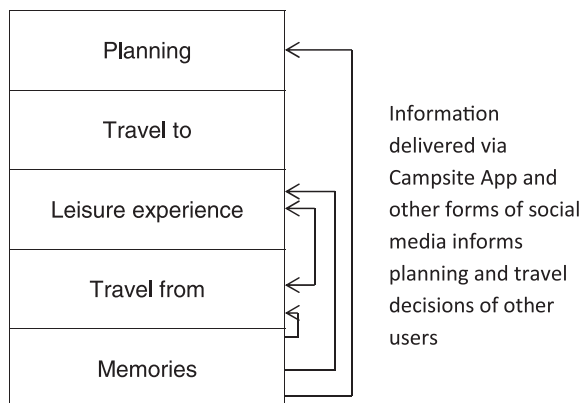 Planning
Travel to
Leisure experience
Travel from
Memories
Information
delivered via
Campsite App and
other forms of social
media informs
planning and travel
decisions of other
users